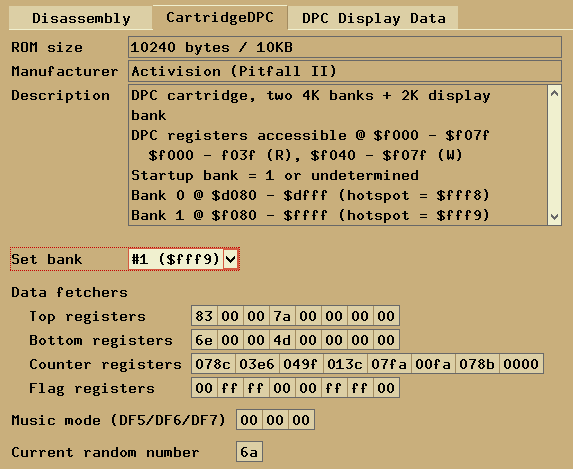 Disassembly CartridgeDPC DPC Display Data
ROM size 10240 bytes / 10KB
Manufacturer Activision (Pitfall II)
Description DPC cartridge, two 4K banks + 2K display
bank
DPC registers accessible @ $f000 - $f07f
$f000 - f03f (R), $f040 - $f07f (W)
Startup bank = 1 or undetermined
Bank 0 @ $d080 - $dfff (hotspot = $fff8)
Bank 1 @ $f080 - $ffff (hotspot = $fff9)
Set bank #1 ($fff9)
Data fetchers
Top registers 83 00 00 7a 00 00 00 00
Bottom registers 6e 00 00 4d 00 00 00 00
Counter registers 078c 03e6 049f 013c 07fa 00fa 078b 0000
Flag registers 00 ff ff 00 00 ff ff 00
Music mode (DF5/DF6/DF7) 00 00 00
Current random number 6a